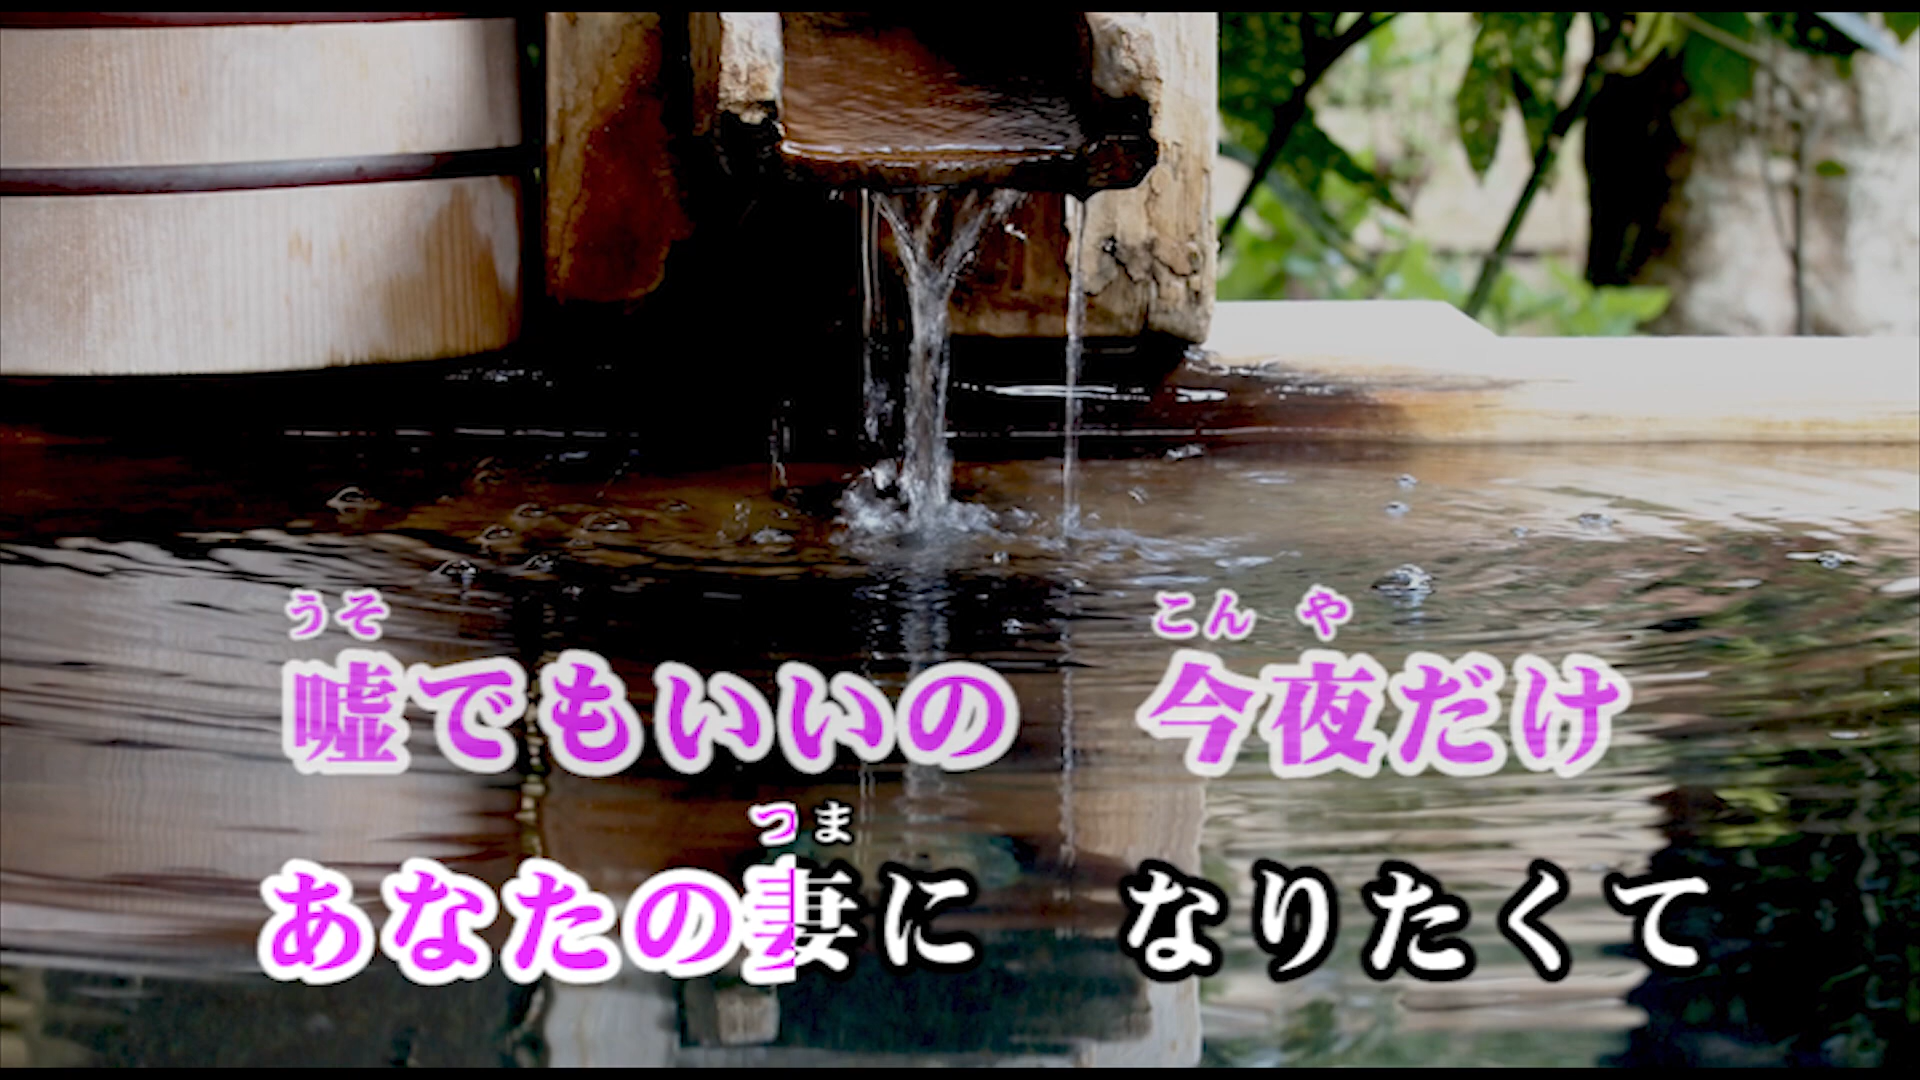 うそ こん や
嘘でもいいの 今夜だけ
つま
あなたの妻に なりたくて